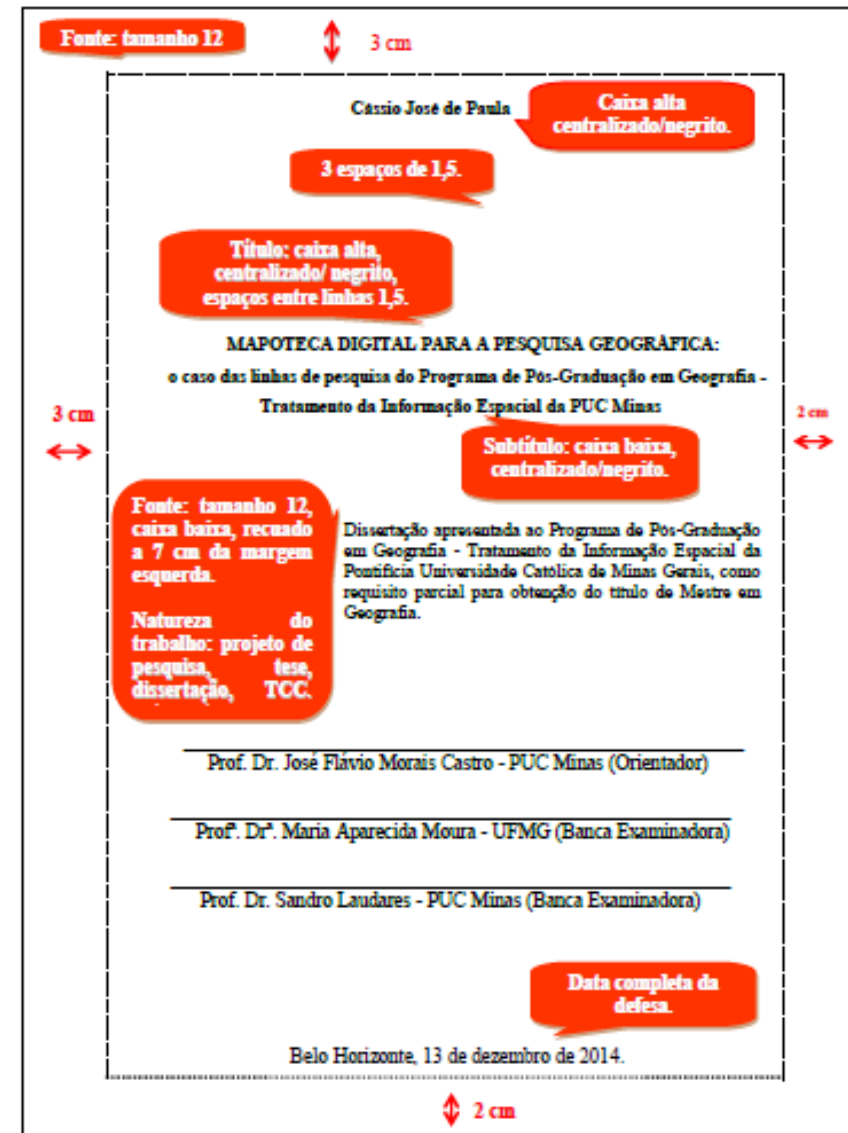 Fonte: tamanho 12
3 cm
Cássio José de Paula
Caixa alta
centralizado/negrito.
3 espaços de 1,5.
Título: caixa alta,
centralizado/ negrito,
espaços entre linhas 1,5.
MAPOTECA DIGITAL PARA A PESQUISA GEOGRÁFICA:
o caso das linhas de pesquisa do Programa de Pós-Graduação em Geografia -
Tratamento da Informação Espacial da PUC Minas
3 cm
2 cm
Subtítulo: caixa baixa,
centralizado/negrito.
Fonte: tamanho 12,
caixa baixa, recuado
a 7 cm da margem
esquerda.
Natureza do
trabalho: projeto de
pesquisa, tese,
dissertação, TCC.
Dissertação apresentada ao Programa de Pós-Graduação
em Geografia - Tratamento da Informação Espacial da
Pontifícia Universidade Católica de Minas Gerais, como
requisito parcial para obtenção do título de Mestre em
Geografia.
Prof. Dr. José Flávio Morais Castro - PUC Minas (Orientador)
Profª. Drª. Maria Aparecida Moura - UFMG (Banca Examinadora)
Prof. Dr. Sandro Laudares - PUC Minas (Banca Examinadora)
Data completa da
defesa.
Belo Horizonte, 13 de dezembro de 2014.
2 cm